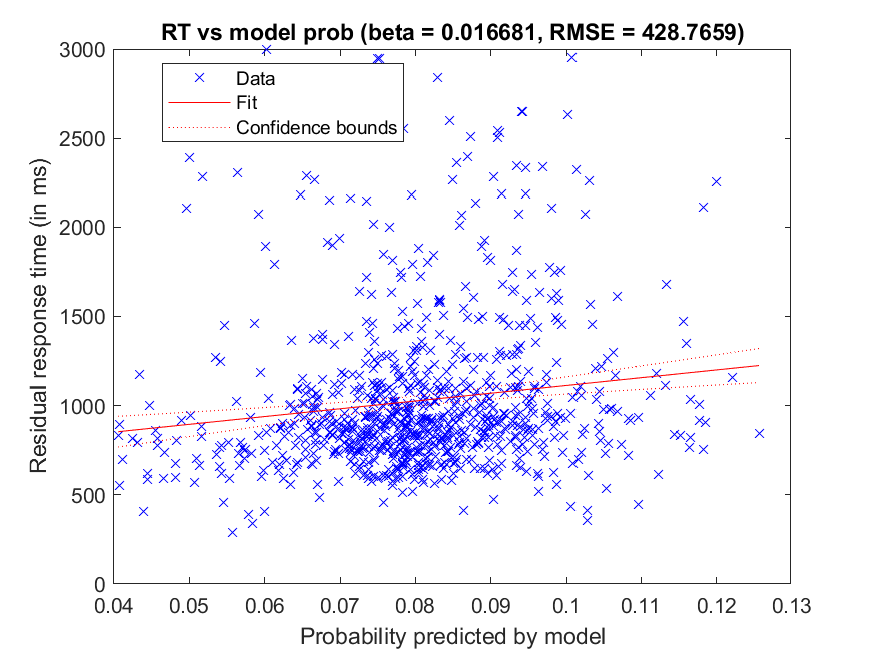 RT vs model prob (beta = 0.016681, RMSE = 428.7659)
Data
Fit
Confidence bounds
Residual response time (in ms)
3000
2500
2000
1500
1000
500
0
0.04 0.05 0.06 0.07 0.08 0.09 0.1 0.11 0.12 0.13
Probability predicted by model